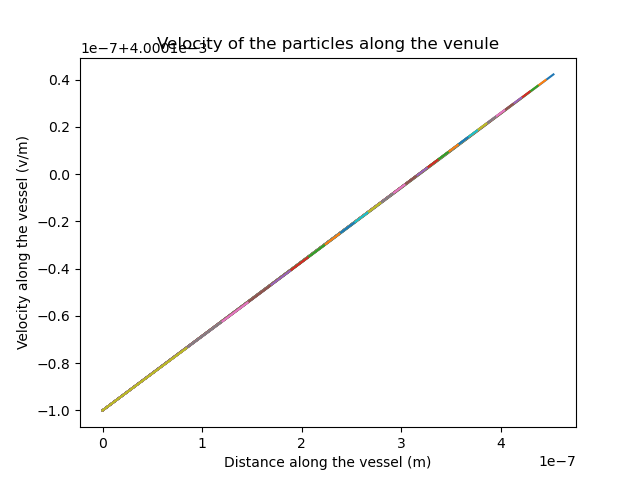 Velocity of the particles along the venule
1e−7+4.0001e−3
0.4
0.2
0.0
−0.2
−0.4
−0.6
−0.8
−1.0
Velocity along the vessel (v/m)
0 1 2 3 4
1e−7
Distance along the vessel (m)